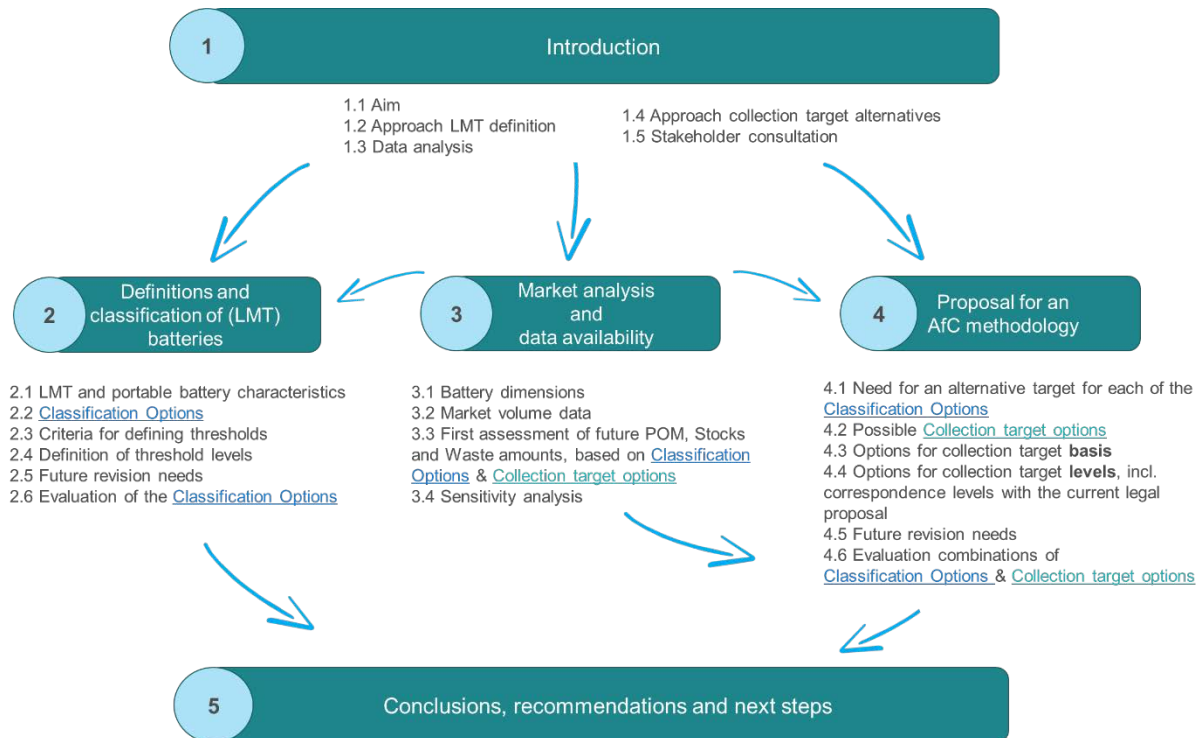 1
Introduction
1.1 Aim
1.2 Approach LMT definition
1.3 Data analysis
1.4 Approach collection target alternatives
1.5 Stakeholder consultation
2
Definitions and
classification of (LMT)
batteries
2.1 LMT and portable battery characteristics
2.2 Classification Options
2.3 Criteria for defining thresholds
2.4 Definition of threshold levels
2.5 Future revision needs
2.6 Evaluation of the Classification Options
3
Market analysis
and
data availability
3.1 Battery dimensions
3.2 Market volume data
3.3 First assessment of future POM, Stocks
and Waste amounts, based on Classification
Options & Collection target options
3.4 Sensitivity analysis
4
Proposal for an
AfC methodology
4.1 Need for an alternative target for each of the
Classification Options
4.2 Possible Collection target options
4.3 Options for collection target basis
4.4 Options for collection target levels, incl.
correspondence levels with the current legal
proposal
4.5 Future revision needs
4.6 Evaluation combinations of
Classification Options & Collection target options
5
Conclusions, recommendations and next steps